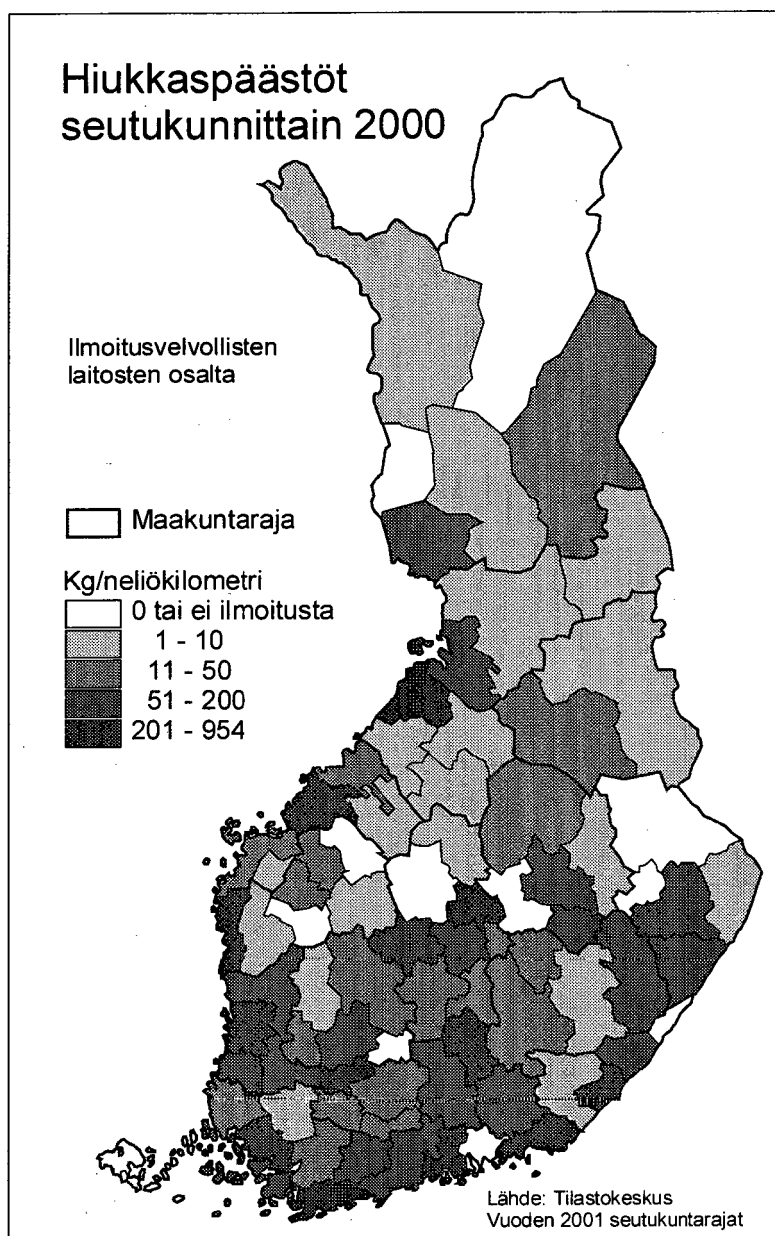 Hiukkaspäästöt
seutukunnittain 2000
Ilmoitusvelvollisten
laitosten osalta
Maakuntaraja
Kg/neliökilometri
0 tai ei ilmoitusta
1 - 10
11 - 50
51 - 200
201 - 954
Lähde: Tilastokeskus
Vuoden 2001 seutukuntarajat